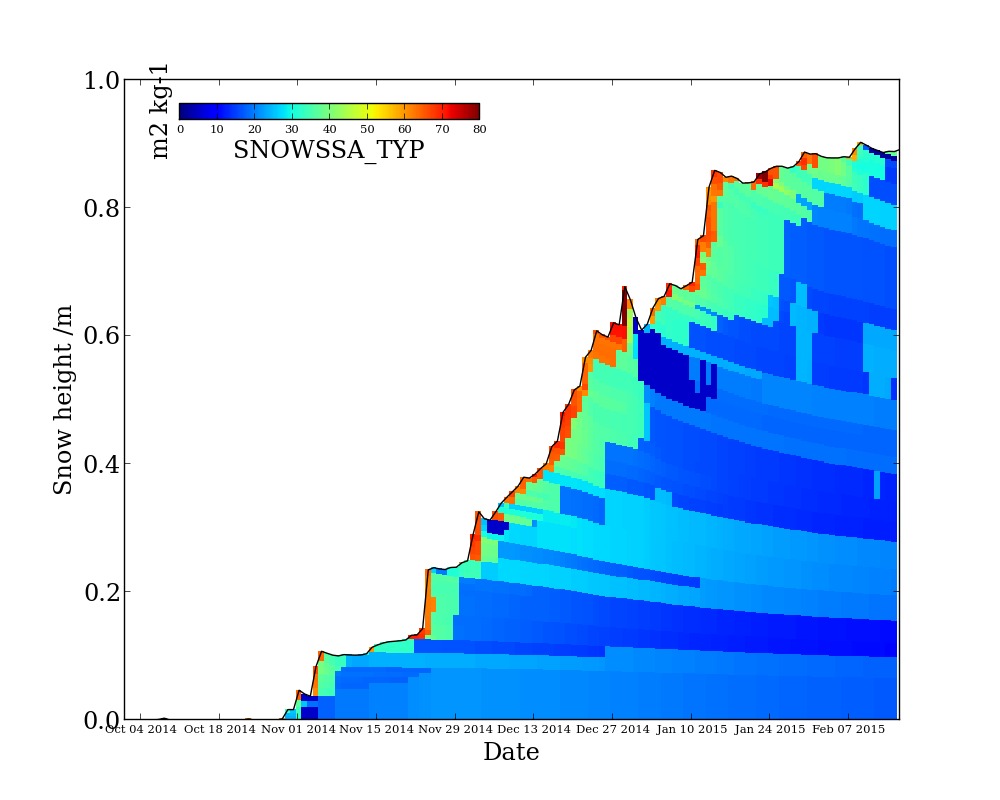 1.0
m2 kg-1
0 10 20 30 40 50 60 70 80
SNOWSSA_TYP
0.8
0.6
Snow height /m
0.4
0.2
0.0
Oct 04 2014 Oct 18 2014 Nov 01 2014 Nov 15 2014 Nov 29 2014 Dec 13 2014 Dec 27 2014 Jan 10 2015 Jan 24 2015 Feb 07 2015
Date